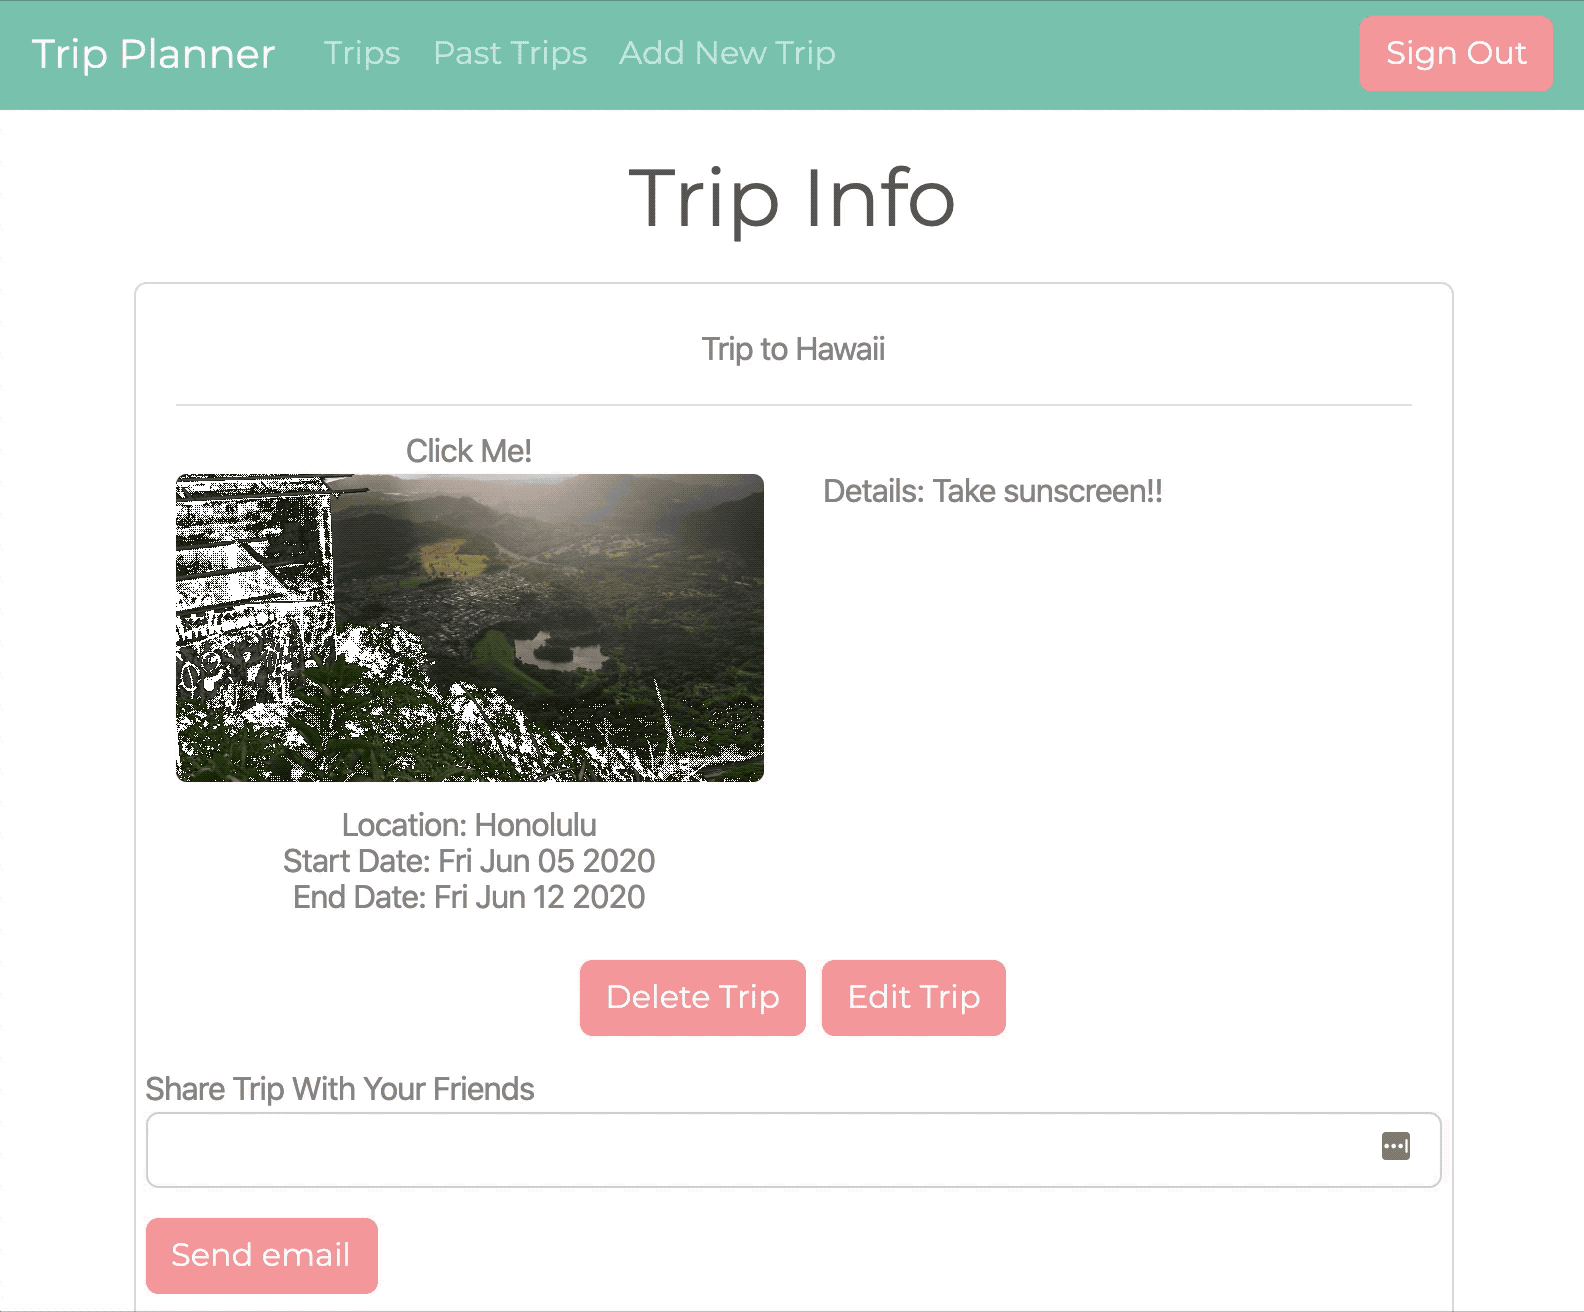 Trip Planner Trips Past Trips Add New Trip Sign Out
Trip Info
Trip to Hawaii
Click Me!
Details: Take sunscreen!!
Location: Honolulu
Start Date: Fri Jun 05 2020
End Date: Fri Jun 12 2020
Delete Trip Edit Trip
Share Trip With Your Friends
Send email